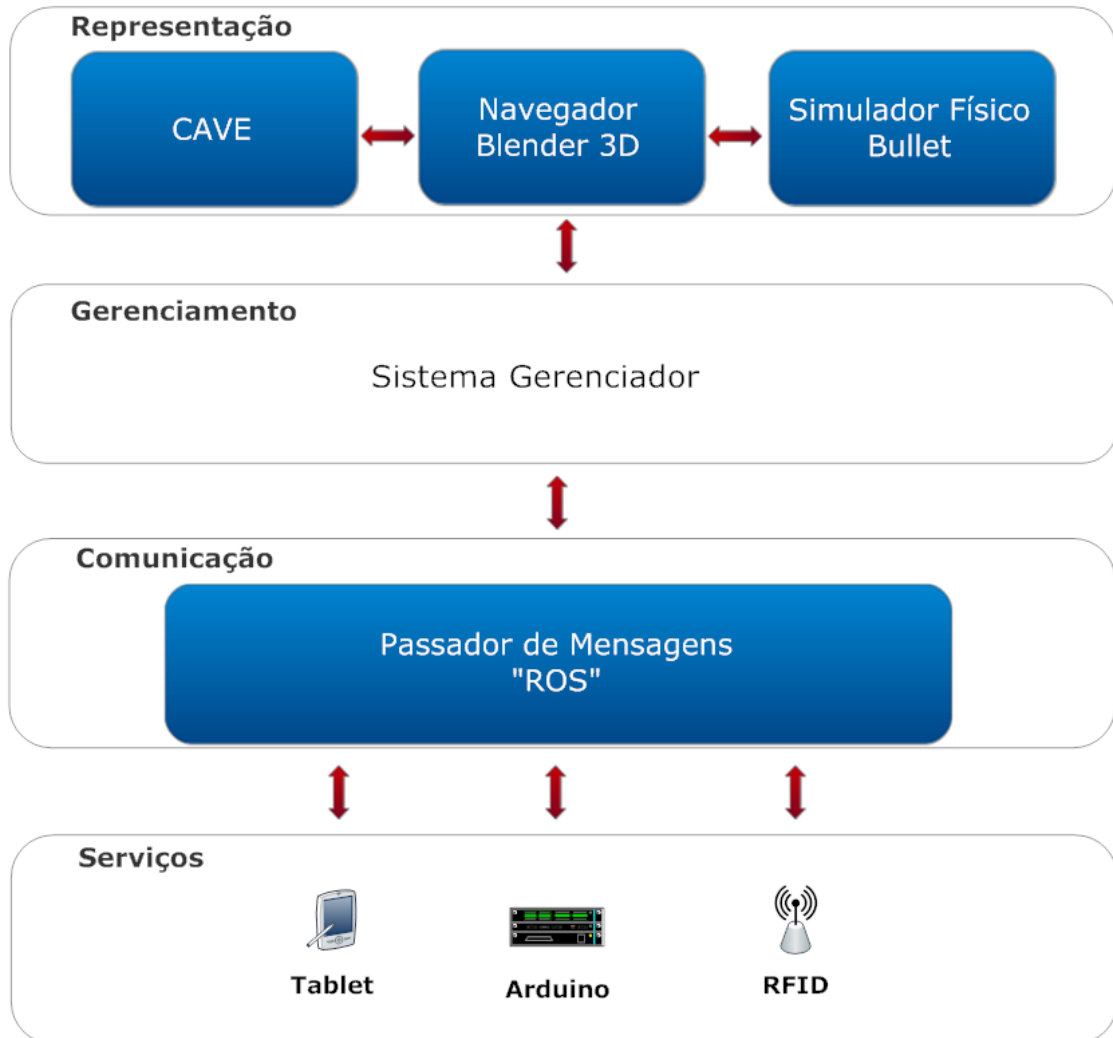 Representação
CAVE
Navegador
Blender 3D
Simulador Físico
Bullet
Gerenciamento
Sistema Gerenciador
Comunicação
Passador de Mensagens
"ROS"
Serviços
Tablet
Arduino
RFID